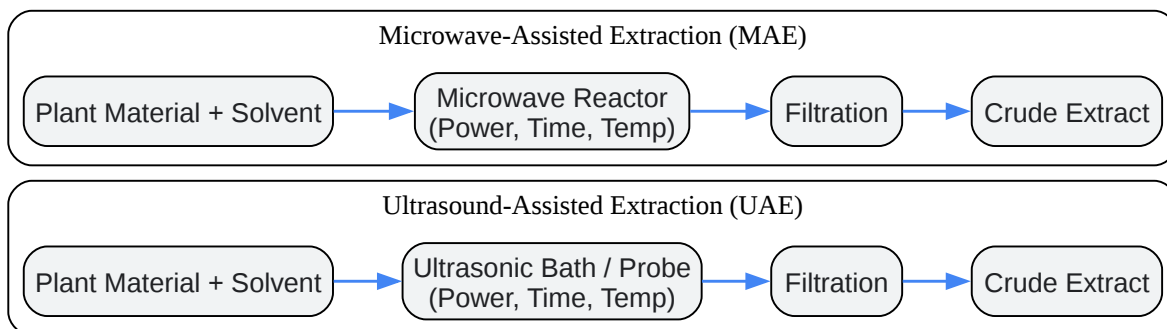 Microwave-Assisted Extraction (MAE)
Plant Material + Solvent
Microwave Reactor
(Power, Time, Temp)
Filtration
Crude Extract
Ultrasound-Assisted Extraction (UAE)
Plant Material + Solvent
Ultrasonic Bath / Probe
(Power, Time, Temp)
Filtration
Crude Extract